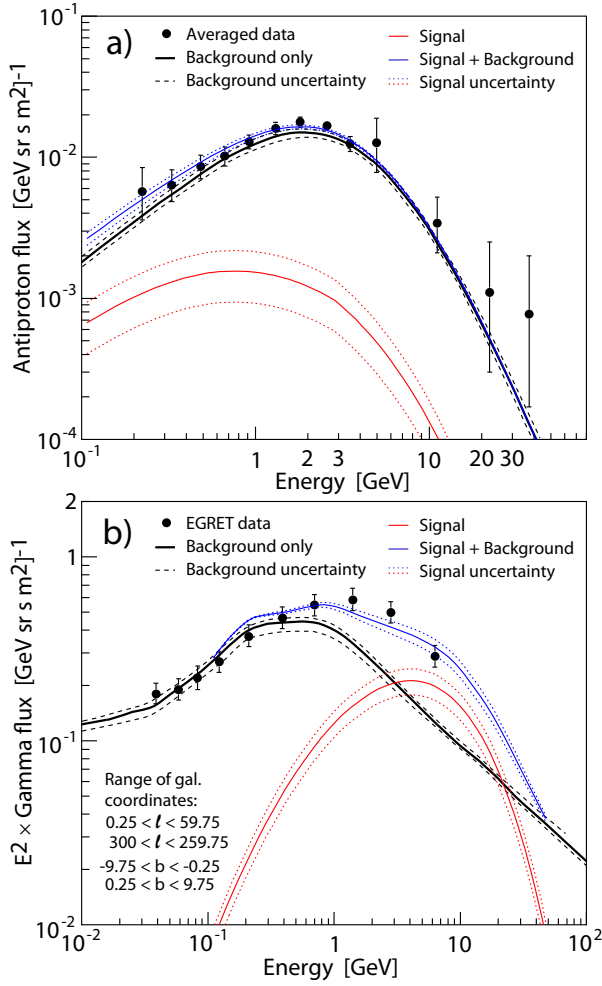 a)
Averaged data
Background only
Background uncertainty
Signal
Signal + Background
Signal uncertainty
Antiproton flux [GeV sr s m2]-1
10-1
10-2
10-3
10-4
10-1 1 2 3 10 20 30
Energy [GeV]
b)
EGRET data
Background only
Background uncertainty
Signal
Signal + Background
Signal uncertainty
E2 × Gamma flux [GeV sr s m2]-1
2
1
10-1
10-2
Range of gal.
coordinates:
0.25 < l < 59.75
300 < l < 259.75
-9.75 < b < -0.25
0.25 < b < 9.75
10-2 10-1 1 10 102
Energy [GeV]